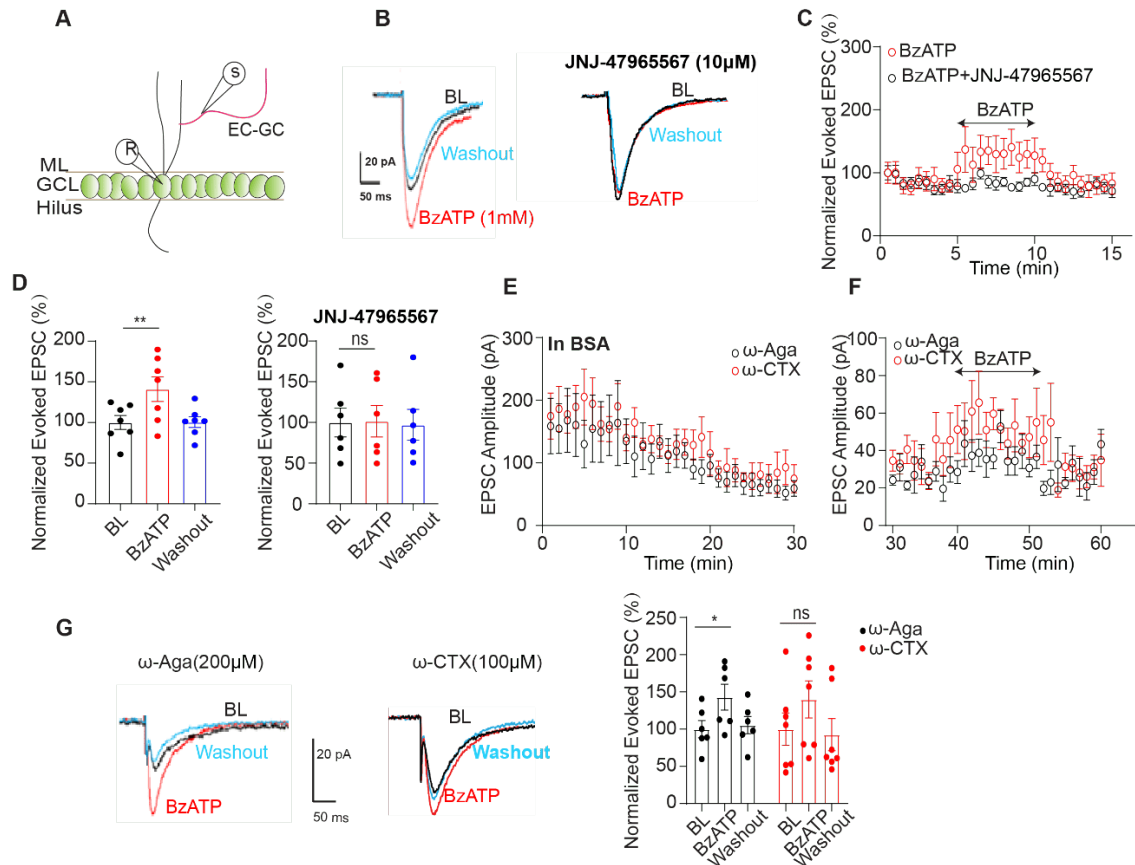 A
S
EC-GC
R
ML
GCL
Hilus
B
BL
Washout
20 pA
50 ms
BzATP (1mM)
JNJ-47965567 (10µM)
BL
Washout
BzATP
C
Normalized Evoked EPSC (%)
300
200
100
0
BzATP
BzATP+JNJ-47965567
BzATP
0
5
10
15
Time (min)
D
Normalized Evoked EPSC (%)
200
150
100
50
0
**
BL
BzATP
Washout
JNJ-47965567
Normalized Evoked EPSC (%)
200
150
100
50
0
ns
BL
BzATP
Washout
E
EPSC Amplitude (pA)
300
200
100
0
In BSA
ω-Aga
ω-CTX
0
10
20
30
Time (min)
F
EPSC Amplitude (pA)
80
60
40
20
0
ω-Aga
ω-CTX
BzATP
30
40
50
60
Time (min)
G
ω-Aga(200µM)
BL
Washout
BzATP
20 pA
50 ms
ω-CTX(100µM)
BL
Washout
BzATP
Normalized Evoked EPSC (%)
250
200
150
100
50
0
*
ns
ω-Aga
ω-CTX
BL
BzATP
Washout
BL
BzATP
Washout